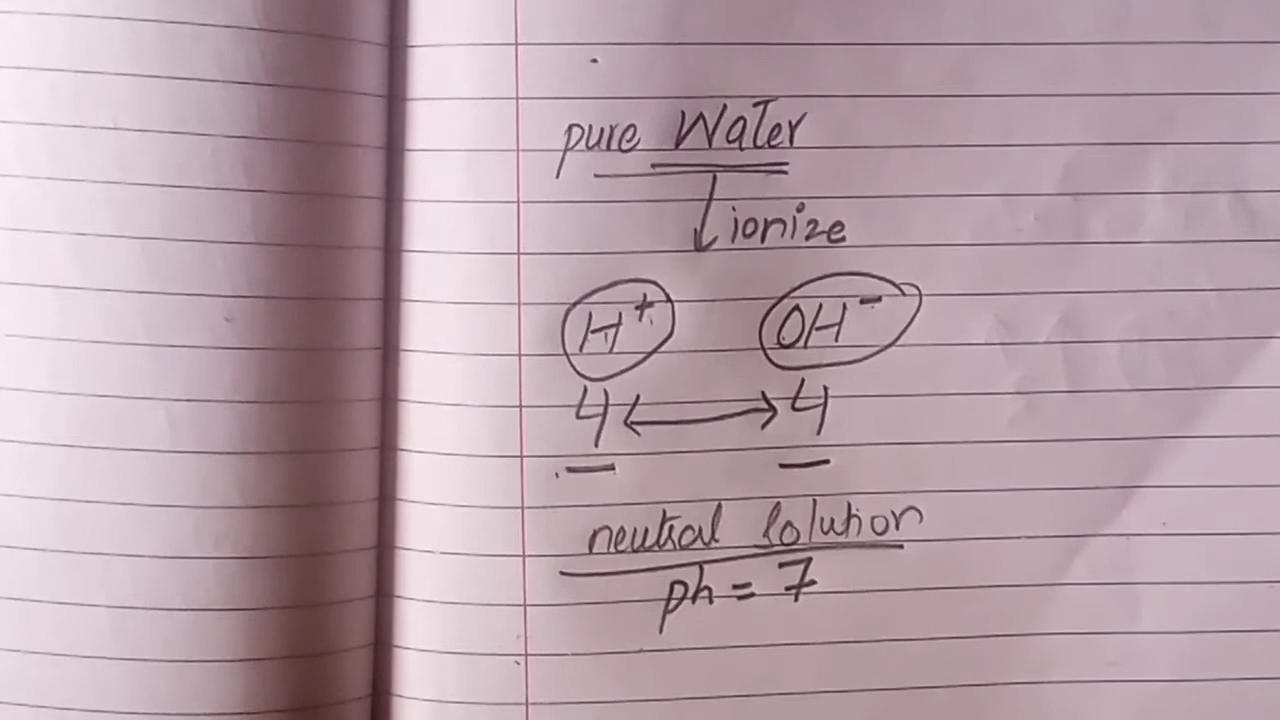 pure Water
ionize
H+ OH-
4 4
neutral solution
ph = 7